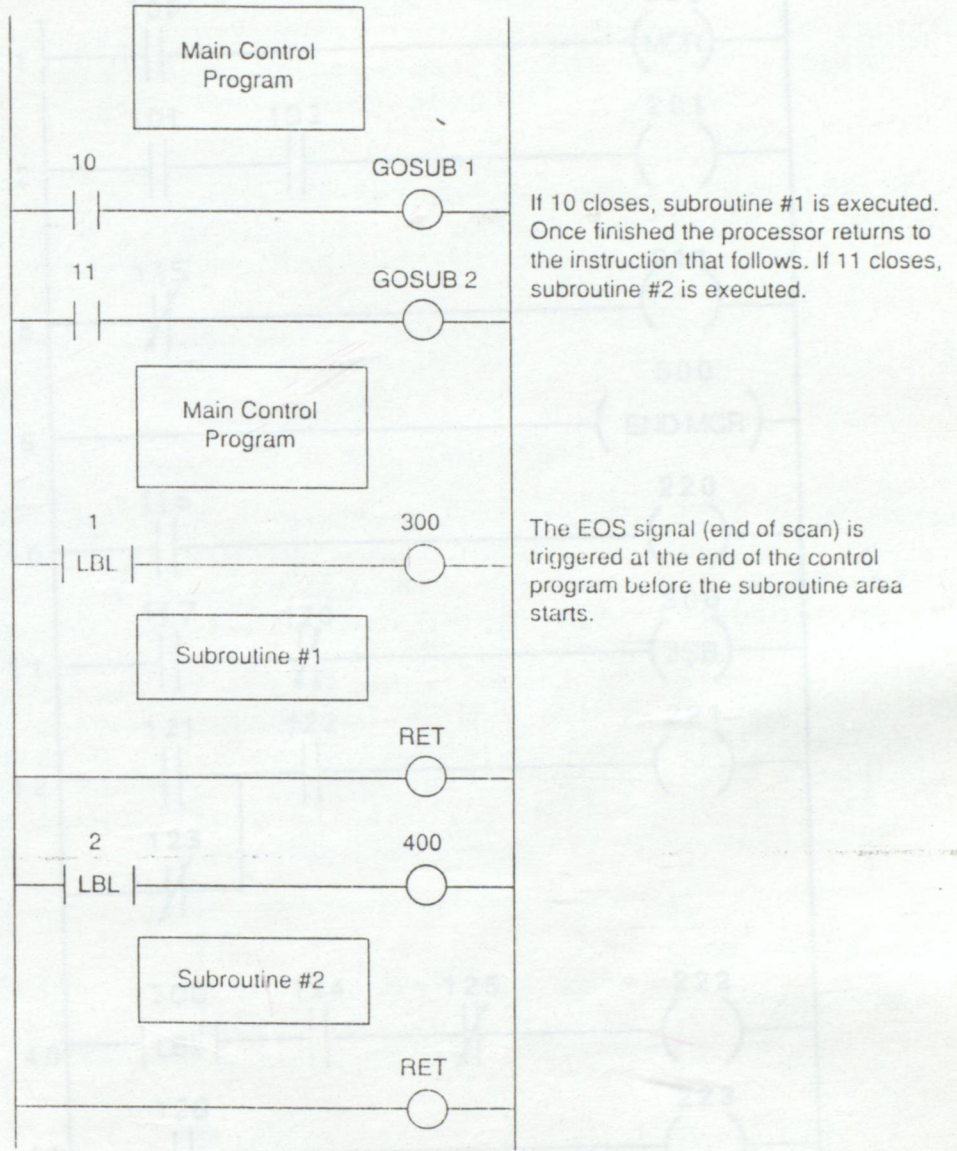 Main Control
Program
10
GOSUB 1
If 10 closes, subroutine #1 is executed.
Once finished the processor returns to
the instruction that follows. If 11 closes,
subroutine #2 is executed.
11
GOSUB 2
Main Control
Program
1
300
LBL
The EOS signal (end of scan) is
triggered at the end of the control
program before the subroutine area
starts.
Subroutine #1
RET
2
400
LBL
Subroutine #2
RET